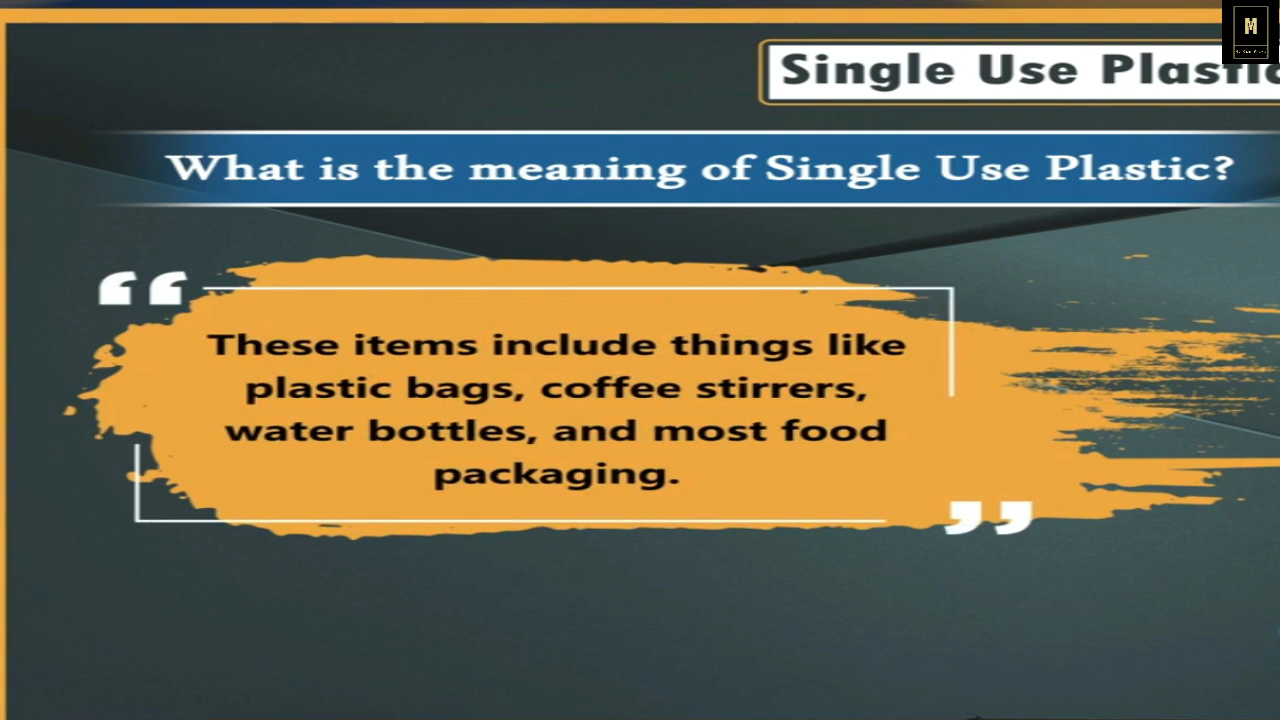 M
Single Use Plastic
What is the meaning of Single Use Plastic?
These items include things like
plastic bags, coffee stirrers,
water bottles, and most food
packaging.